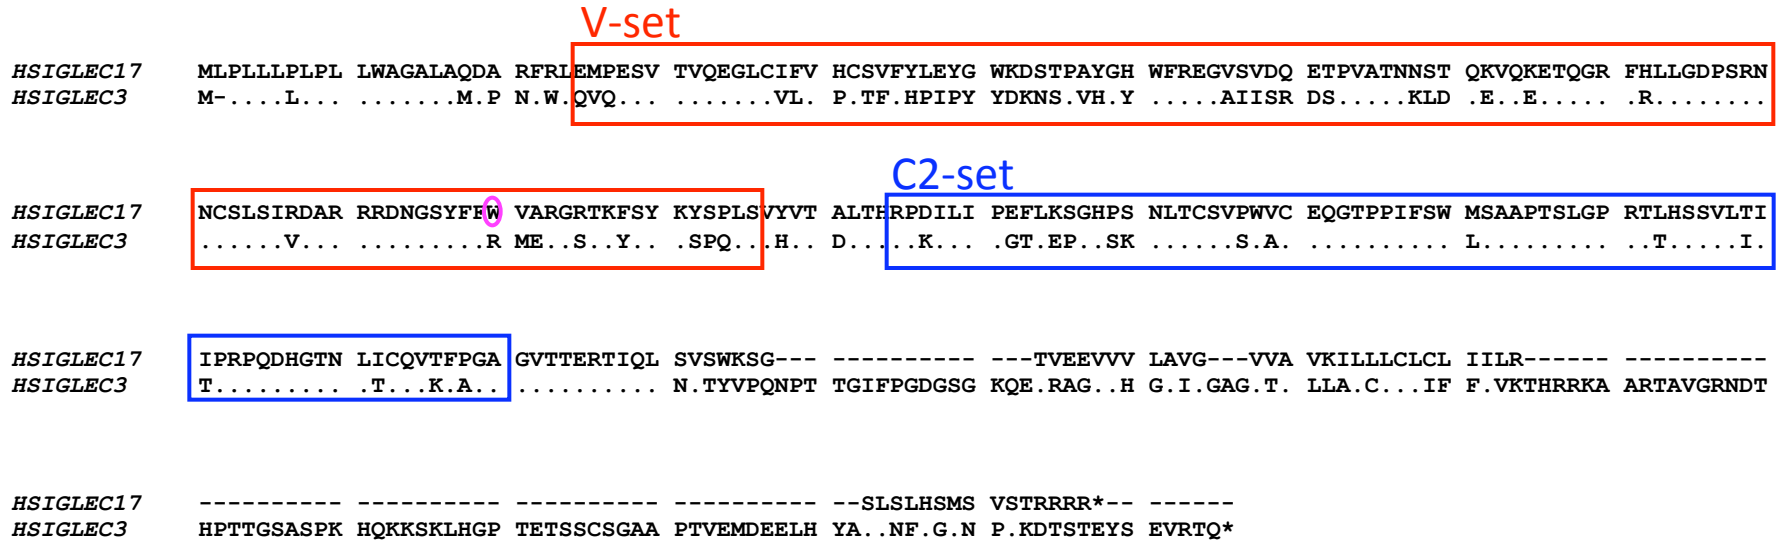 V-set
HSIGLEC17 MLPLLLPLPL LWAGALAQDA RFRLEMPESV TVQEGLCIFV HCSVFYLEYG WKDSTPAYGH WFREGVSVDQ ETPVATNNST QKVQKETQGR FHLLGDPSRN
HSIGLEC3 M-....L... .......M.P N.W.QVQ... .......VL. P.TF.HPIPY YDKNS.VH.Y .....AIISR DS.....KLD .E..E..... .R........
C2-set
HSIGLEC17 NCSLSIRDAR RRDNGSYFFW VARGRTKFSY KYSPLSVYVT ALTHRPDILI PEFLKSGHPS NLTCSVPWVC EQGTPPIFSW MSAAPTSLGP RTLHSSVLTI
HSIGLEC3 ......V... .........R ME..S..Y.. .SPQ...H.. D.....K... .GT.EP..SK ......S.A. .......... L......... ..T.....I.
HSIGLEC17 IPRPQDHGTN LICQVTFPGA GVTTERTIQL SVSWKSG--- ---------- ---TVEEVVV LAVG---VVA VKILLLCLCL IILR------ ----------
HSIGLEC3 T......... .T...K.A.. .......... N.TYVPQNPT TGIFPGDGSG KQE.RAG..H G.I.GAG.T. LLA.C...IF F.VKTHRRKA ARTAVGRNDT
HSIGLEC17 ---------- ---------- ---------- ---------- --SLSLHSMS VSTRRRR*-- ------
HSIGLEC3 HPTTGSASPK HQKKSKLHGP TETSSCSGAA PTVEMDEELH YA..NF.G.N P.KDTSTEYS EVRTQ*